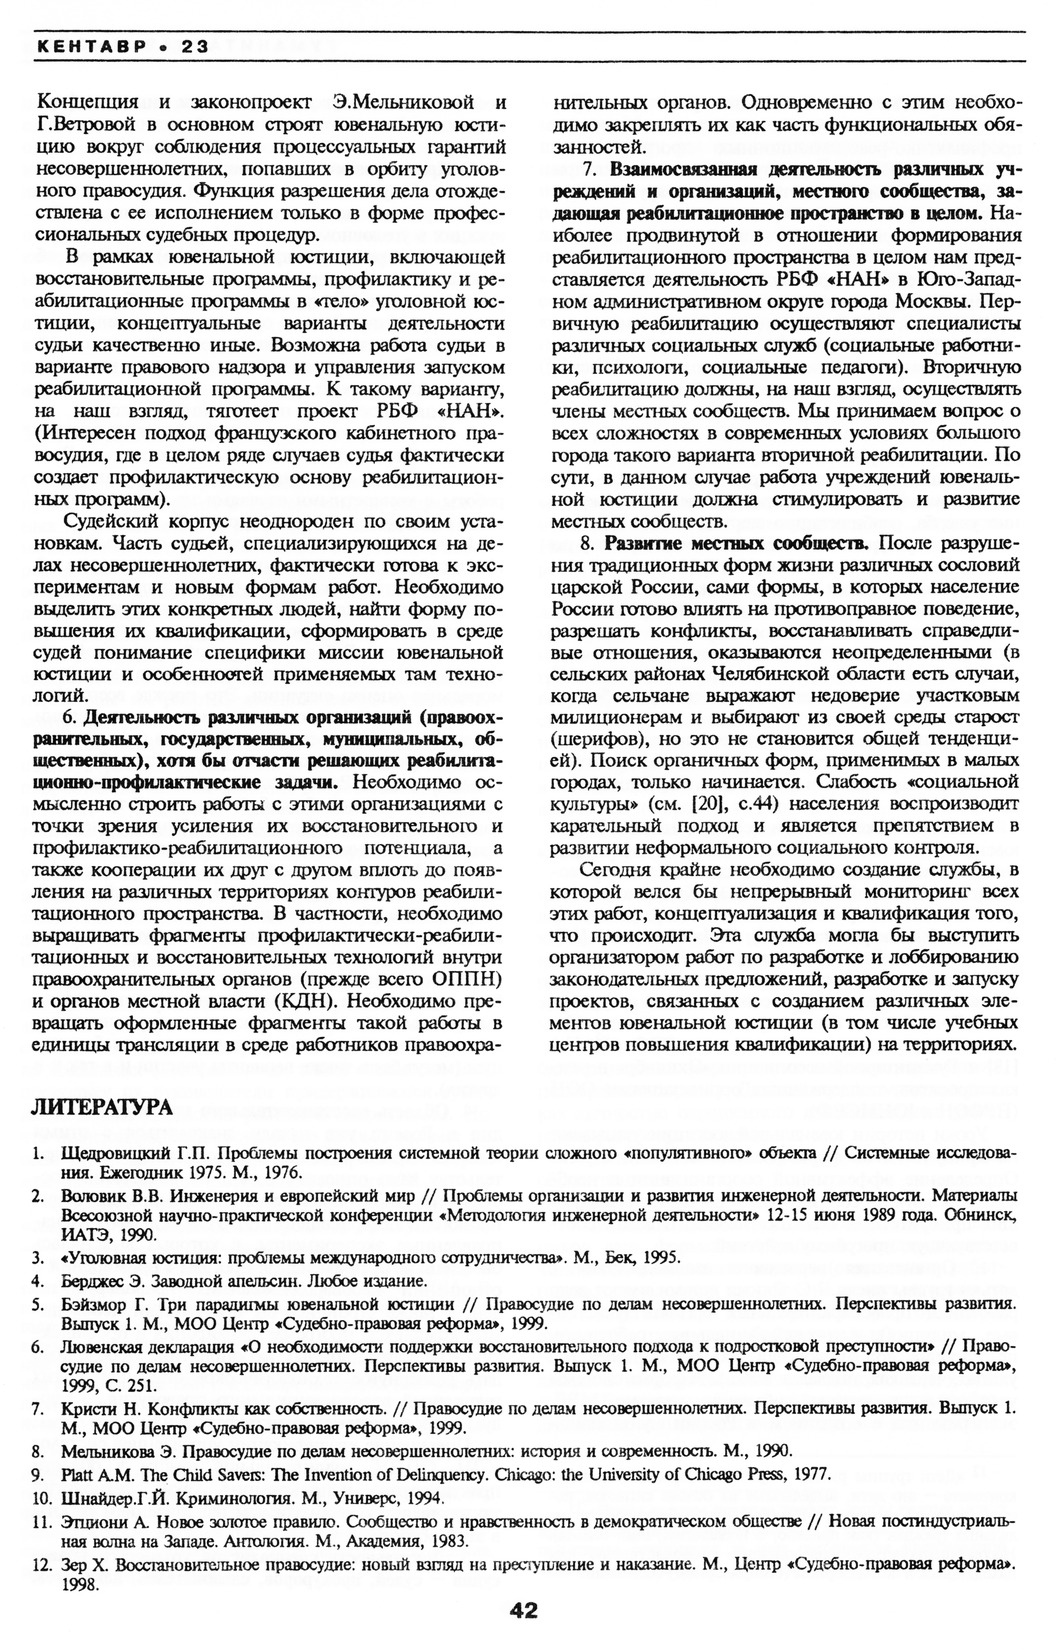 КЕНТАВР • 23
Концепция и законопроект Э.Мельниковой и
Г.Ветровой в основном строят ювенальную юсти-
цию вокруг соблюдения процессуальных гарантий
несовершеннолетних, попавших в орбиту уголов-
ного правосудия. Функция разрешения дела отожде-
ствлена с ее исполнением только в форме профес-
сиональных судебных процедур.
В рамках ювенальной юстиции, включающей
восстановительные программы, профилактику и ре-
абилитационные программы в «тело» уголовной юс-
тиции, концептуальные варианты деятельности
судьи качественно иные. Возможна работа судьи в
варианте правового надзора и управления запуском
реабилитационной программы. К такому варианту,
на наш взгляд, тяготеет проект РБФ «НАН».
(Интересен подход французского кабинетного пра-
восудия, где в целом ряде случаев судья фактически
создает профилактическую основу реабилитацион-
ных программ).
Судейский корпус неоднороден по своим уста-
новкам. Часть судьей, специализирующихся на де-
лах несовершеннолетних, фактически готова к экс-
периментам и новым формам работ. Необходимо
выделить этих конкретных людей, найти форму по-
вышения их квалификации, сформировать в среде
судей понимание специфики миссии ювенальной
юстиции и особенностей применяемых там техно-
логий.
6. Деятельность различных организаций (правоох-
ранительных, государственных, муниципальных, об-
щественных), хотя бы отчасти решающих реабилита-
ционно-профилактические задачи. Необходимо ос-
мысленно строить работы с этими организациями с
точки зрения усиления их восстановительного и
профилактико-реабилитационного потенциала, а
также кооперации их друг с другом вплоть до появ-
ления на различных территориях контуров реабили-
тационного пространства. В частности, необходимо
выращивать фрагменты профилактически-реабили-
тационных и восстановительных технологий внутри
правоохранительных органов (прежде всего ОППН)
и органов местной власти (КДН). Необходимо пре-
вращать оформленные фрагменты такой работы в
единицы трансляции в среде работников правоохра-
нительных органов. Одновременно с этим необхо-
димо закреплять их как часть функциональных обя-
занностей.
7. Взаимосвязанная деятельность различных уч-
реждений и организаций, местного сообщества, за-
дающая реабилитационное пространство в целом. На-
иболее продвинутой в отношении формирования
реабилитационного пространства в целом нам пред-
ставляется деятельность РБФ «НАН» в Юго-Запад-
ном административном округе города Москвы. Пер-
вичную реабилитацию осуществляют специалисты
различных социальных служб (социальные работни-
ки, психологи, социальные педагоги). Вторичную
реабилитацию должны, на наш взгляд, осуществлять
члены местных сообществ. Мы принимаем вопрос о
всех сложностях в современных условиях большого
города такого варианта вторичной реабилитации. По
сути, в данном случае работа учреждений ювеналь-
ной юстиции должна стимулировать и развитие
местных сообществ.
8. Развитие местных сообществ. После разруше-
ния традиционных форм жизни различных сословий
царской России, сами формы, в которых население
России готово влиять на противоправное поведение,
разрешать конфликты, восстанавливать справедли-
вые отношения, оказываются неопределенными (в
сельских районах Челябинской области есть случаи,
когда сельчане выражают недоверие участковым
милиционерам и выбирают из своей среды старост
(шерифов), но это не становится общей тенденци-
ей). Поиск органичных форм, применимых в малых
городах, только начинается. Слабость «социальной
культуры» (см. [20], с.44) населения воспроизводит
карательный подход и является препятствием в
развитии неформального социального контроля.
Сегодня крайне необходимо создание службы, в
которой велся бы непрерывный мониторинг всех
этих работ, концептуализация и квалификация того,
что происходит. Эта служба могла бы выступить
организатором работ по разработке и лоббированию
законодательных предложений, разработке и запуску
проектов, связанных с созданием различных эле-
ментов ювенальной юстиции (в том числе учебных
центров повышения квалификации) на территориях.
ЛИТЕРАТУРА
1. Щедровицкий Г.П. Проблемы построения системной теории сложного «популятивного» объекта // Системные исследова-
ния. Ежегодник 1975. М., 1976.
2. Воловик В.В. Инженерия и европейский мир // Проблемы организации и развития инженерной деятельности. Материалы
Всесоюзной научно-практической конференции «Методология инженерной деятельности» 12-15 июня 1989 года. Обнинск,
ИАТЭ, 1990.
3. «Уголовная юстиция: проблемы международного сотрудничества». М., Бек, 1995.
4. Берджес Э. Заводной апельсин. Любое издание.
5. Бэйзмор Г. Три парадигмы ювенальной юстиции // Правосудие по делам несовершеннолетних. Перспективы развития.
Выпуск 1. М., МОО Центр «Судебно-правовая реформа», 1999.
6. Лювенская декларация «О необходимости поддержки восстановительного подхода к подростковой преступности» // Право-
судие по делам несовершеннолетних. Перспективы развития. Выпуск 1. М., МОО Центр «Судебно-правовая реформа»,
1999, С. 251.
7. Кристи Н. Конфликты как собственность. // Правосудие по делам несовершеннолетних. Перспективы развития. Выпуск 1.
М., МОО Центр «Судебно-правовая реформа», 1999.
8. Мельникова Э. Правосудие по делам несовершеннолетних: история и современность. М., 1990.
9. Platt A.M. The Child Savers: The Invention of Delinquency. Chicago: the University of Chicago Press, 1977.
10. Шнайдер.Г.Й. Криминология. М., Универс, 1994.
11. Этциони А. Новое золотое правило. Сообщество и нравственность в демократическом обществе // Новая постиндустриаль-
ная волна на Западе. Антология. М., Академия, 1983.
12. Зер Х. Восстановительное правосудие: новый взгляд на преступление и наказание. М., Центр «Судебно-правовая реформа».
1998.
42